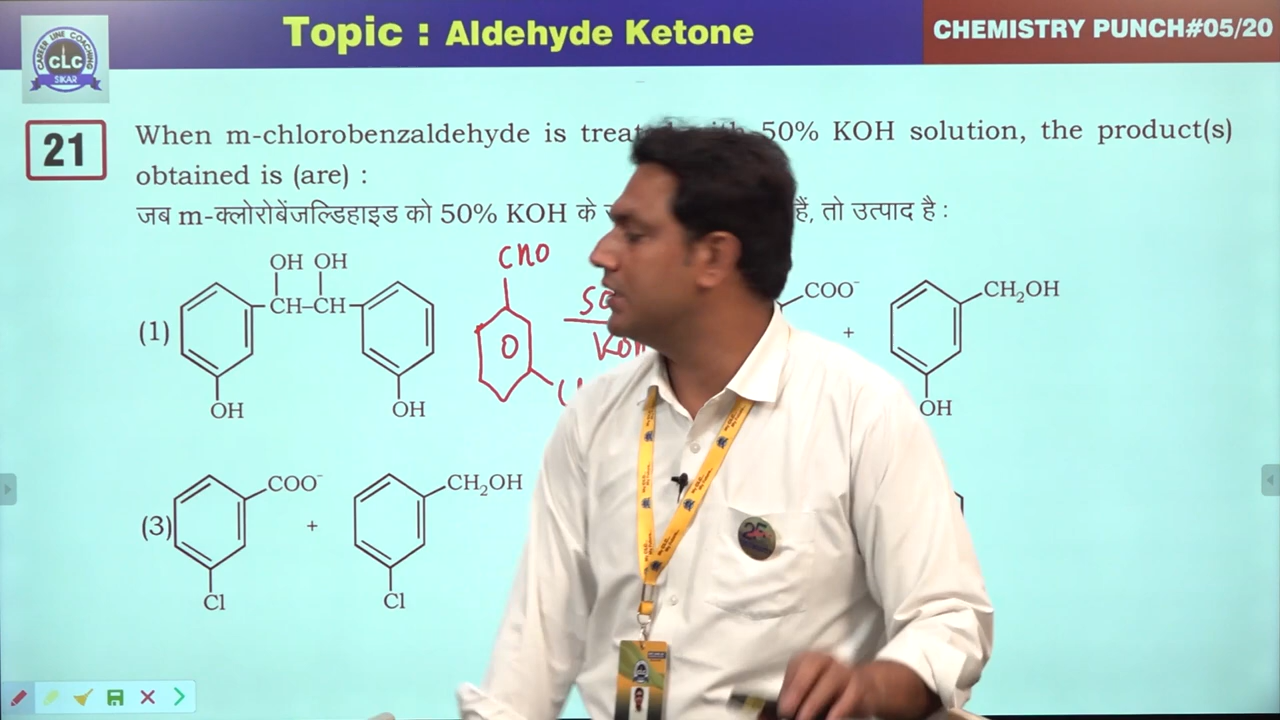 Topic : Aldehyde Ketone
CHEMISTRY PUNCH#05/20
CAREER LINE COACHING
CLC
SIKAR
21
When m-chlorobenzaldehyde is 50% KOH solution, the product(s)
obtained is (are) :
जब m-क्लोरोबेंजल्डिहाइड को 50% KOH के हैं, तो उत्पाद है :
(1)
OH OH
CH–CH
OH
OH
CHO
COO⁻
+
CH₂OH
OH
(3)
COO⁻
+
CH₂OH
Cl
Cl
25